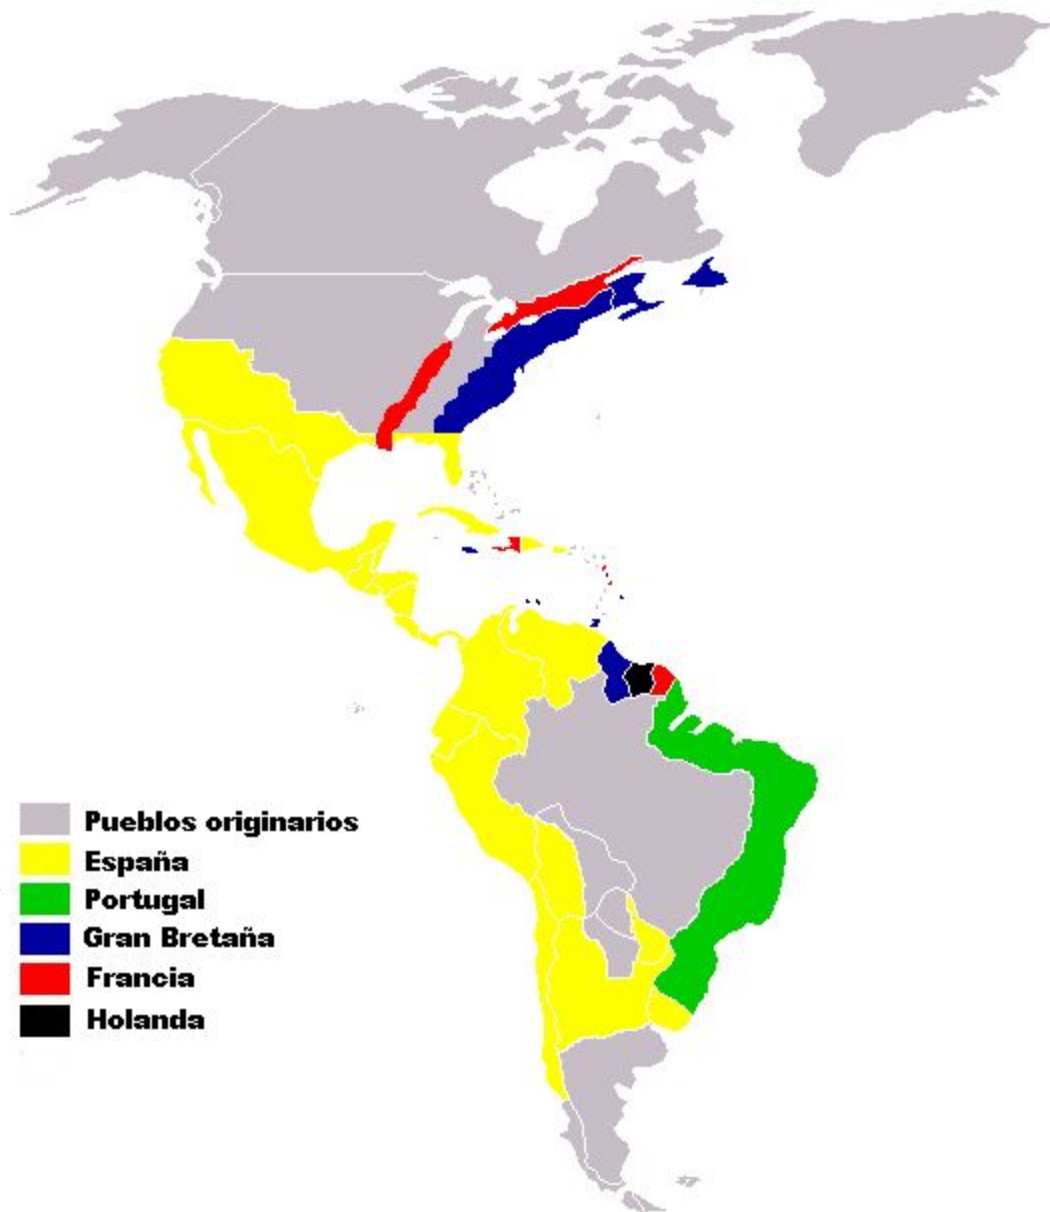 Pueblos originarios
España
Portugal
Gran Bretaña
Francia
Holanda